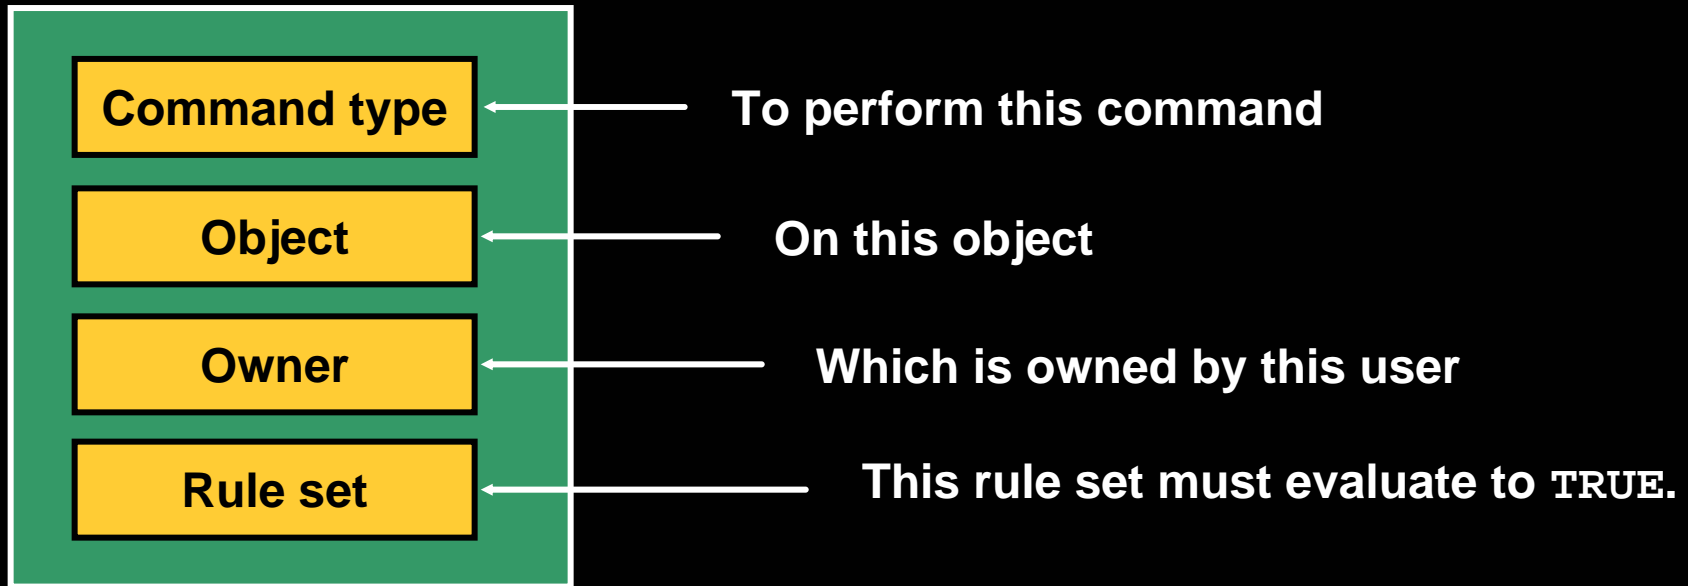 Command type
To perform this command
Object
On this object
Owner
Which is owned by this user
Rule set
This rule set must evaluate to TRUE.